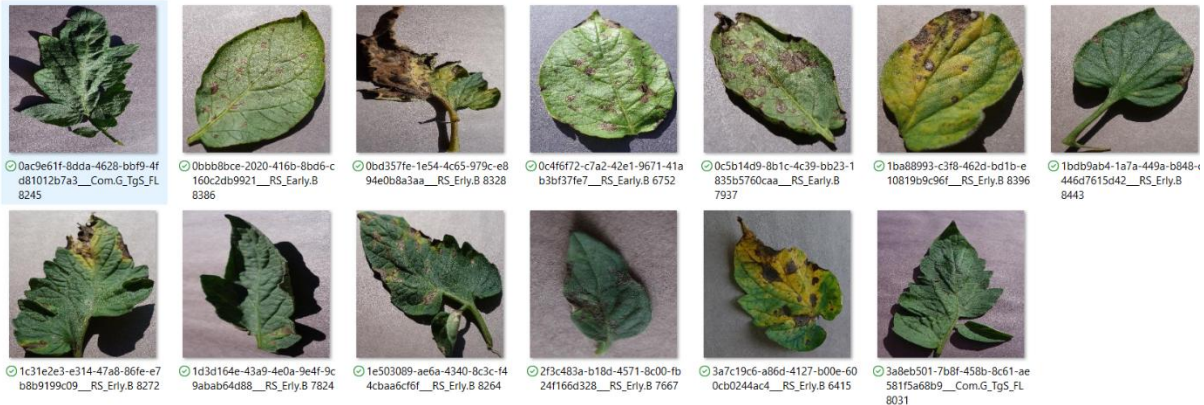 0ac9e61f-8dda-4628-bbf9-4f
d81012b7a3___Com.G_TgS_FL
8245
0bbb8bce-2020-416b-8bd6-c
160c2db9921___RS_Early.B
8386
0bd357fe-1e54-4c65-979c-e8
94e0b8a3aa___RS_Erly.B 8328
0c4f6f72-c7a2-42e1-9671-41a
b3bf37fe7___RS_Early.B 6752
0c5b14d9-8b1c-4c39-bb23-1
835b5760caa___RS_Erly.B
7937
1ba88993-c3f8-462d-bd1b-e
10819b9c96f___RS_Erly.B 8396
1bdb9ab4-1a7a-449a-b848-c
446d7615d42___RS_Erly.B
8443
1c31e2e3-e314-47a8-86fe-e7
b8b9199c09___RS_Erly.B 8272
1d3d164e-43a9-4e0a-9e4f-9c
9abab64d88___RS_Erly.B 7824
1e503089-ae6a-4340-8c3c-f4
4cbaa6cf6f___RS_Erly.B 8264
2f3c483a-b18d-4571-8c00-fb
24f166d328___RS_Erly.B 7667
3a7c19c6-a86d-4127-b00e-60
0cb0244ac4___RS_Erly.B 6415
3a8eb501-7b8f-458b-8c61-ae
581f5a68b9___Com.G_TgS_FL
8031